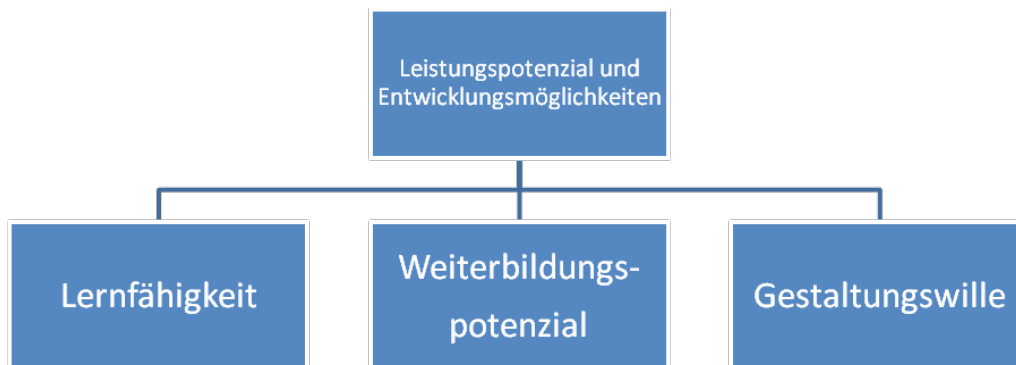 Leistungspotenzial und
Entwicklungsmöglichkeiten
Lernfähigkeit
Weiterbildungs-
potenzial
Gestaltungswille